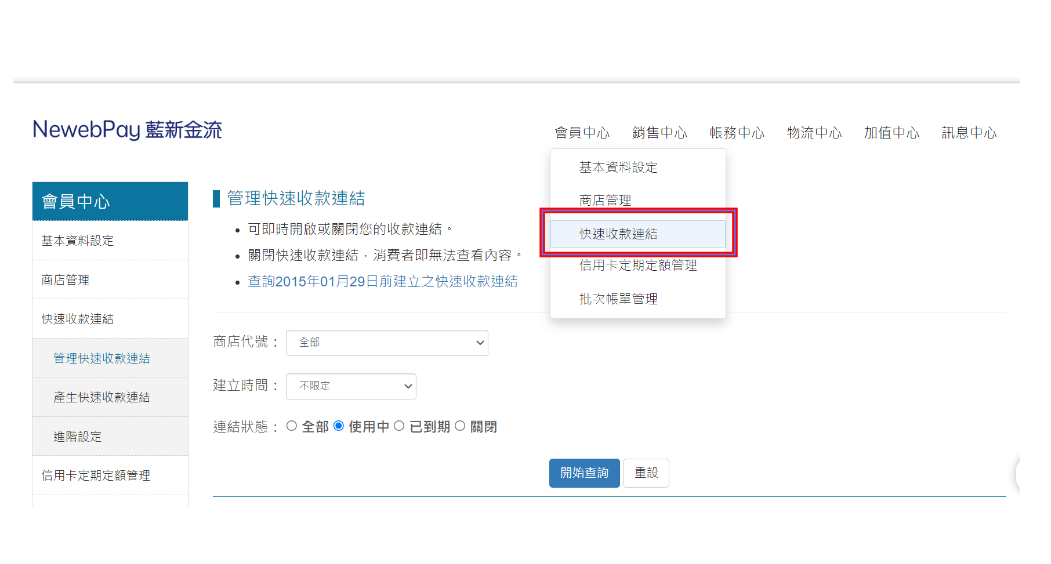 NewebPay 藍新金流
會員中心 銷售中心 帳務中心 物流中心 加值中心 訊息中心
基本資料設定
商店管理
快速收款連結
信用卡定期定額管理
批次帳單管理
會員中心
基本資料設定
商店管理
快速收款連結
管理快速收款連結
產生快速收款連結
進階設定
信用卡定期定額管理
管理快速收款連結
• 可即時開啟或關閉您的收款連結。
• 關閉快速收款連結，消費者即無法查看內容。
• 查詢2015年01月29日前建立之快速收款連結
商店代號： 全部
建立時間： 不限定
連結狀態： 全部 使用中 已到期 關閉
開始查詢 重設